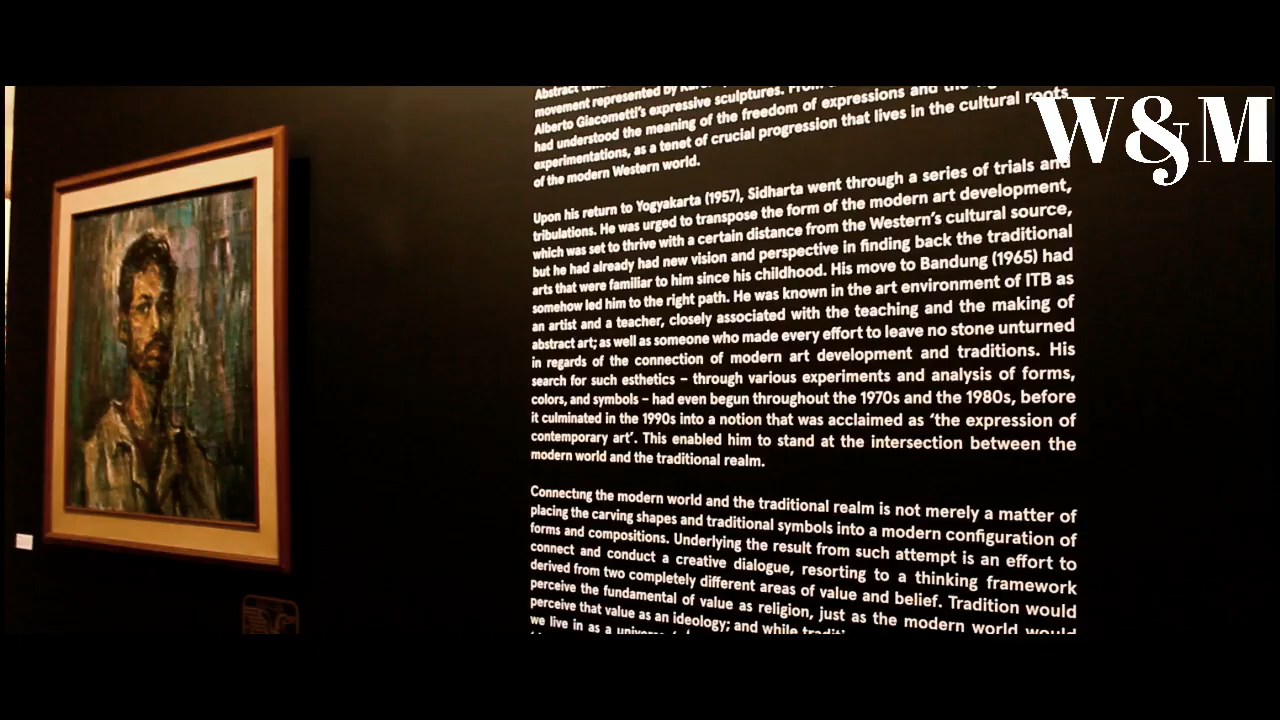 W&M
Abstract
movement represented by
Alberto Giacometti's expressive sculptures. From
had understood the meaning of the freedom of expressions and
experimentations, as a tenet of crucial progression that lives in the cultural roots
of the modern Western world.
Upon his return to Yogyakarta (1957), Sidharta went through a series of trials and
tribulations. He was urged to transpose the form of the modern art development,
which was set to thrive with a certain distance from the Western's cultural source,
but he had already had new vision and perspective in finding back the traditional
arts that were familiar to him since his childhood. His move to Bandung (1965) had
somehow led him to the right path. He was known in the art environment of ITB as
an artist and a teacher, closely associated with the teaching and the making of
abstract art; as well as someone who made every effort to leave no stone unturned
in regards of the connection of modern art development and traditions. His
search for such esthetics – through various experiments and analysis of forms,
colors, and symbols – had even begun throughout the 1970s and the 1980s, before
it culminated in the 1990s into a notion that was acclaimed as 'the expression of
contemporary art'. This enabled him to stand at the intersection between the
modern world and the traditional realm.
Connecting the modern world and the traditional realm is not merely a matter of
placing the carving shapes and traditional symbols into a modern configuration of
forms and compositions. Underlying the result from such attempt is an effort to
connect and conduct a creative dialogue, resorting to a thinking framework
derived from two completely different areas of value and belief. Tradition would
perceive the fundamental of value as religion, just as the modern world would
perceive that value as an ideology; and while
we live in as a